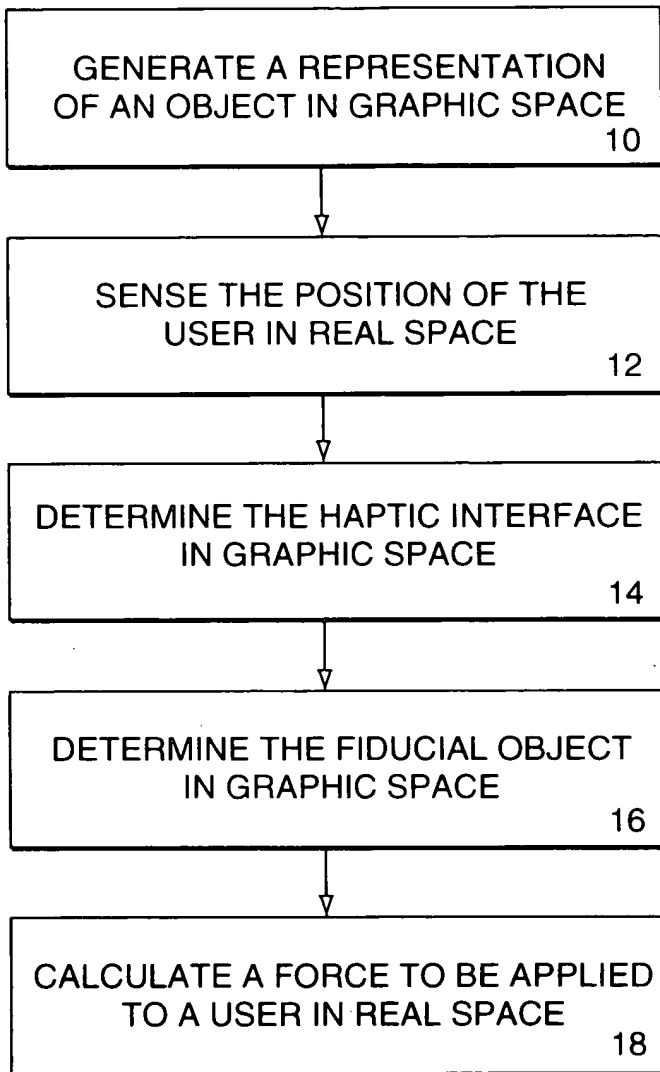 GENERATE A REPRESENTATION
OF AN OBJECT IN GRAPHIC SPACE
10
SENSE THE POSITION OF THE
USER IN REAL SPACE
12
DETERMINE THE HAPTIC INTERFACE
IN GRAPHIC SPACE
14
DETERMINE THE FIDUCIAL OBJECT
IN GRAPHIC SPACE
16
CALCULATE A FORCE TO BE APPLIED
TO A USER IN REAL SPACE
18